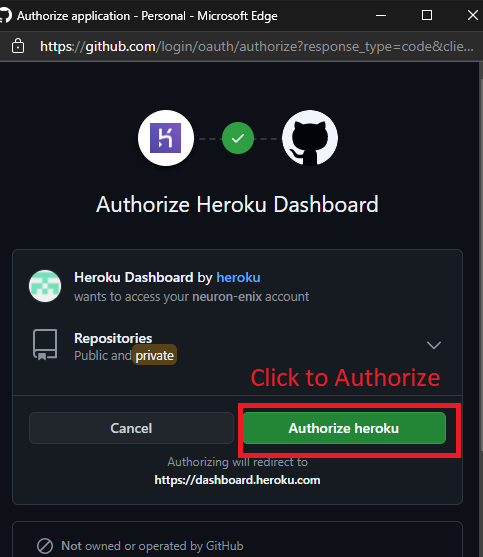 Authorize application - Personal - Microsoft Edge
https://github.com/login/oauth/authorize?response_type=code&clie...
Authorize Heroku Dashboard
Heroku Dashboard by heroku
wants to access your neuron-enix account
Repositories
Public and private
Click to Authorize
Cancel
Authorize heroku
Authorizing will redirect to
https://dashboard.heroku.com
Not owned or operated by GitHub